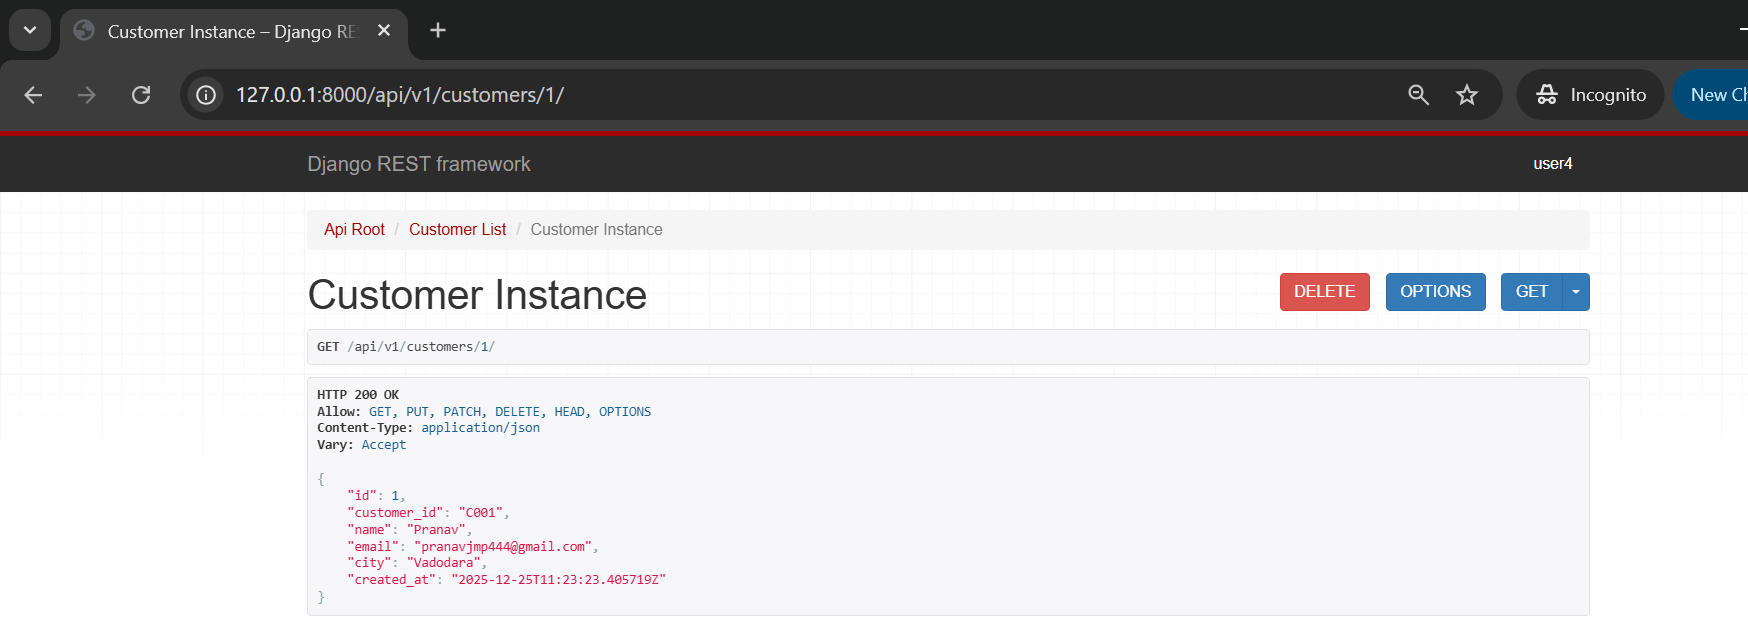 Customer Instance – Django RE
127.0.0.1:8000/api/v1/customers/1/
Incognito
New Ch
Django REST framework
user4
Api Root / Customer List / Customer Instance
Customer Instance
DELETE
OPTIONS
GET
GET /api/v1/customers/1/
HTTP 200 OK
Allow: GET, PUT, PATCH, DELETE, HEAD, OPTIONS
Content-Type: application/json
Vary: Accept
{
"id": 1,
"customer_id": "C001",
"name": "Pranav",
"email": "pranavjmp444@gmail.com",
"city": "Vadodara",
"created_at": "2025-12-25T11:23:23.405719Z"
}